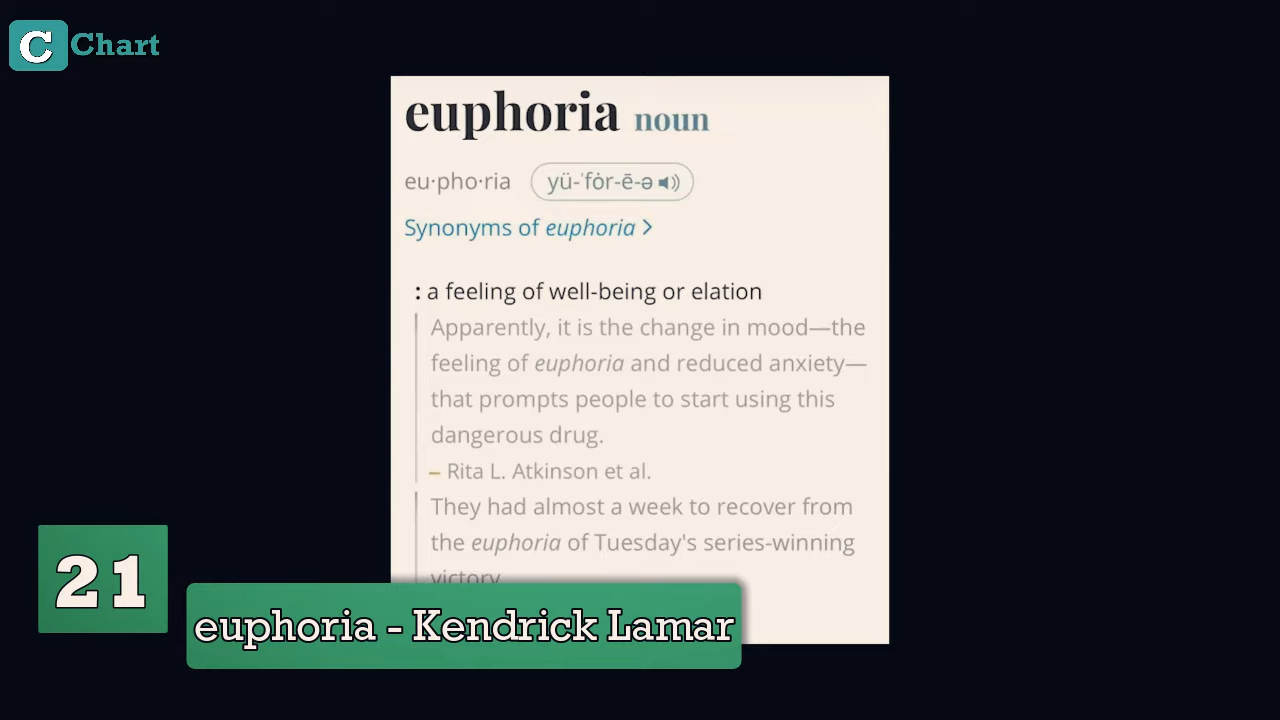 C Chart
euphoria noun
eu·pho·ria yü-ˈfȯr-ē-ə
Synonyms of euphoria >
: a feeling of well-being or elation
Apparently, it is the change in mood—the
feeling of euphoria and reduced anxiety—
that prompts people to start using this
dangerous drug.
– Rita L. Atkinson et al.
They had almost a week to recover from
the euphoria of Tuesday's series-winning
victory
21
euphoria - Kendrick Lamar